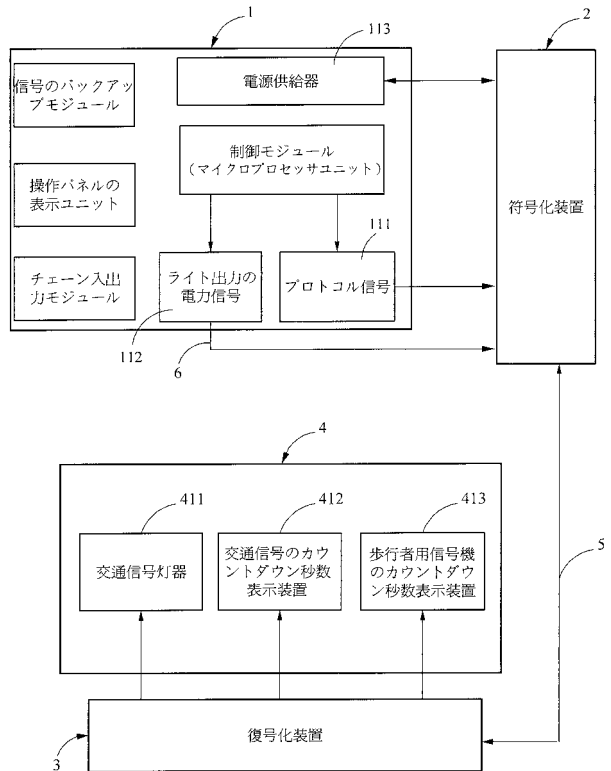 1
2
113
信号のバックアッ
プモジュール
電源供給器
制御モジュール
(マイクロプロセッサユニット)
操作パネルの
表示ユニット
符号化装置
111
チェーン入出
力モジュール
ライト出力の
電力信号
プロトコル信号
112
6
4
411
412
413
5
交通信号灯器
交通信号のカウ
ントダウン秒数
表示装置
歩行者用信号機
のカウントダウ
ン秒数表示装置
復号化装置
3